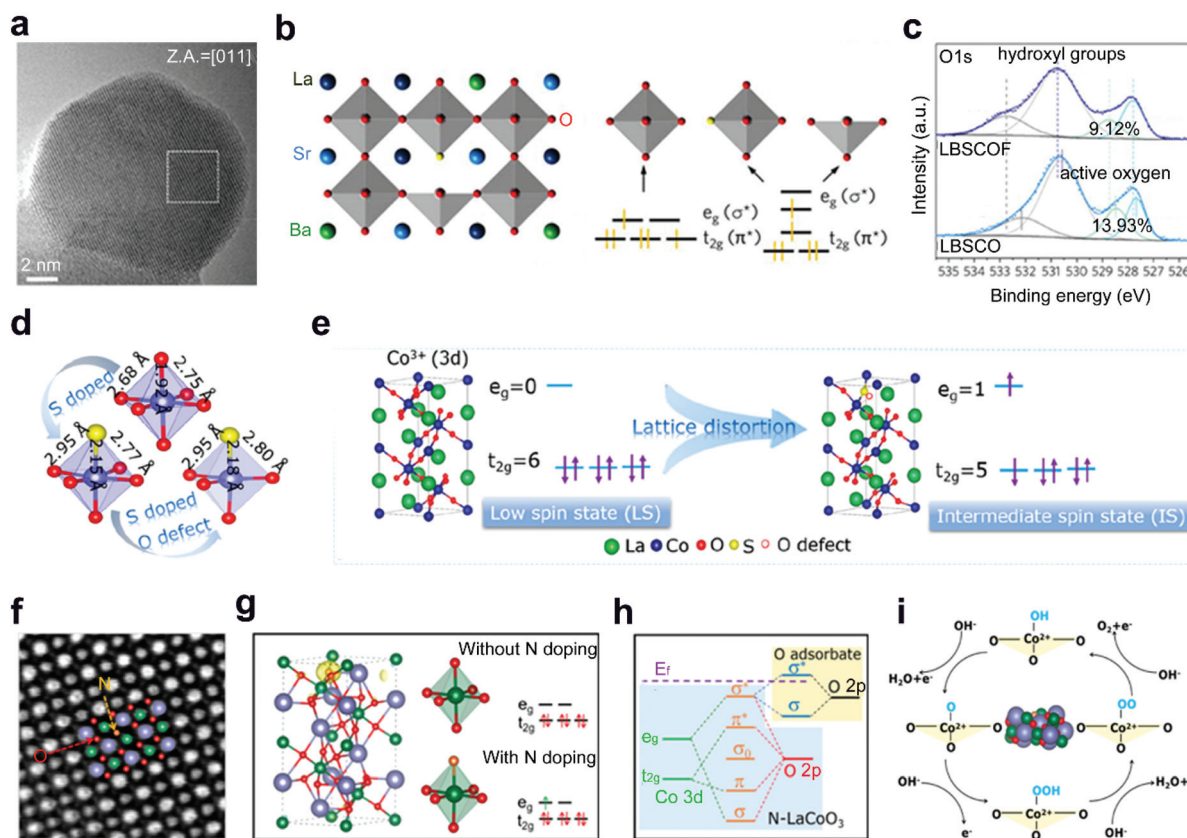 a
Z.A.=[011]
2 nm
b
La
O
Sr
Ba
eg (σ*)
t2g (π*)
eg (σ*)
t2g (π*)
c
O1s
hydroxyl groups
9.12%
LBSCOF
active oxygen
13.93%
LBSCO
Intensity (a.u.)
535 534 533 532 531 530 529 528 527 526
Binding energy (eV)
d
S doped
2.68 Å
1.92 Å
2.75 Å
2.95 Å
2.15 Å
2.77 Å
2.95 Å
2.18 Å
2.80 Å
S doped
O defect
e
Co3+ (3d)
eg=0
t2g=6
Low spin state (LS)
Lattice distortion
eg=1
t2g=5
Intermediate spin state (IS)
La Co O S O defect
f
N
O
g
Without N doping
eg
t2g
With N doping
eg
t2g
h
Ef
O adsorbate
σ*
σ*
O 2p
σ
π*
eg
σ0
O 2p
t2g
Co 3d
π
σ
N-LaCoO3
i
OH
OH-
O Co2+ O
O
O2+e-
H2O+e-
OH-
O
O Co2+ O
O
OO
O Co2+ O
O
OH-
H2O+
OOH
O Co2+ O
O
e-
OH-